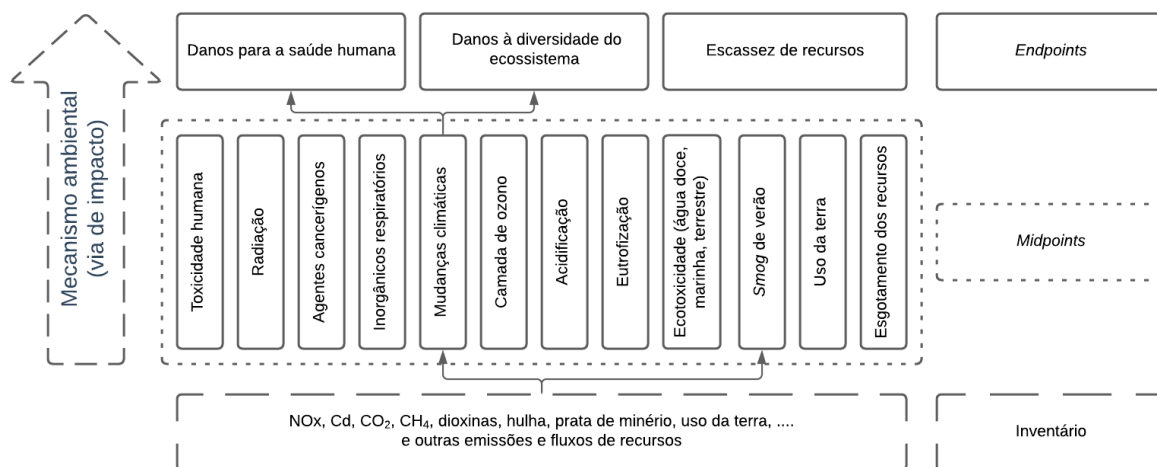 Danos para a saúde humana
Danos à diversidade do
ecossistema
Escassez de recursos
Endpoints
Mecanismo ambiental
(via de impacto)
Toxicidade humana
Radiação
Agentes cancerígenos
Inorgânicos respiratórios
Mudanças climáticas
Camada de ozono
Acidificação
Eutrofização
Ecotoxicidade (água doce,
marinha, terrestre)
Smog de verão
Uso da terra
Esgotamento dos recursos
Midpoints
NOx, Cd, CO₂, CH₄, dioxinas, hulha, prata de minério, uso da terra, ....
e outras emissões e fluxos de recursos
Inventário